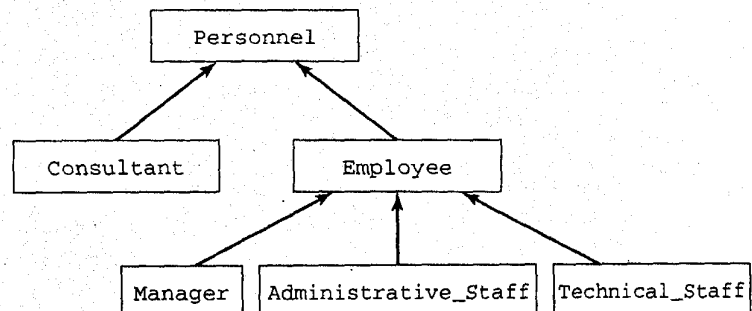 Personnel
Consultant
Employee
Manager
Administrative_Staff
Technical_Staff